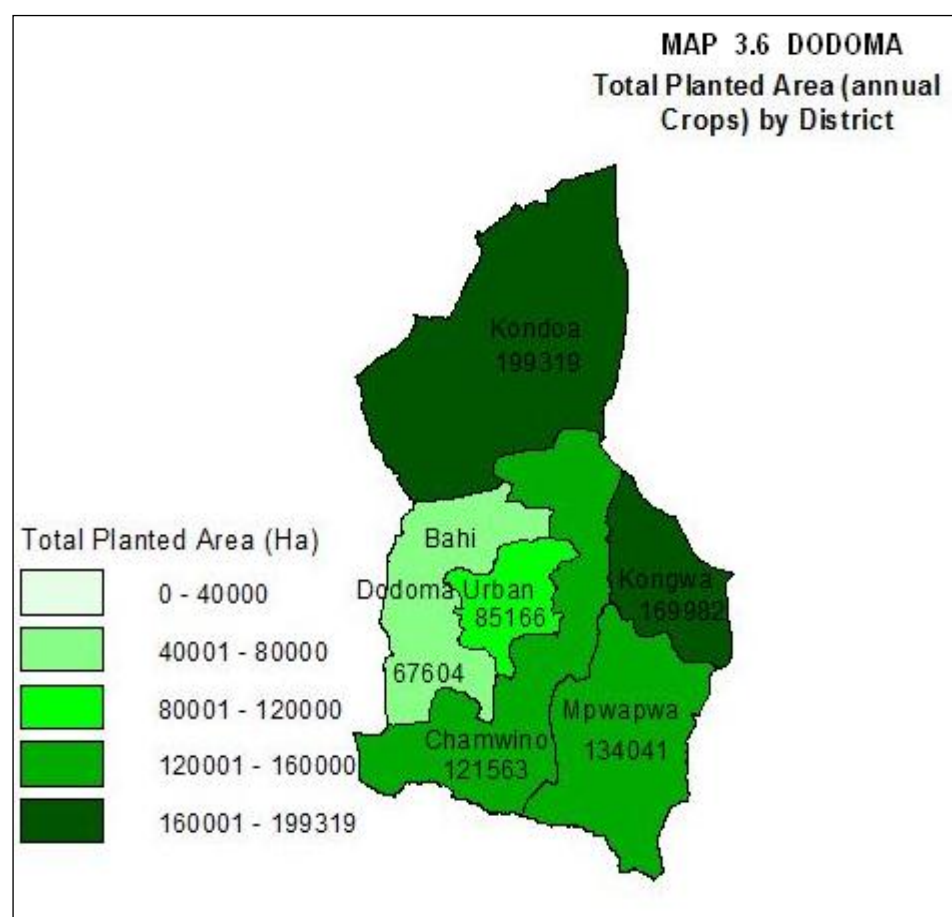 MAP 3.6 DODOMA
Total Planted Area (annual
Crops) by District
Kondoa
199319
Bahi
Dodoma Urban
85166
67604
Kongwa
169982
Mpwapwa
134041
Chamwino
121563
Total Planted Area (Ha)
0 - 40000
40001 - 80000
80001 - 120000
120001 - 160000
160001 - 199319